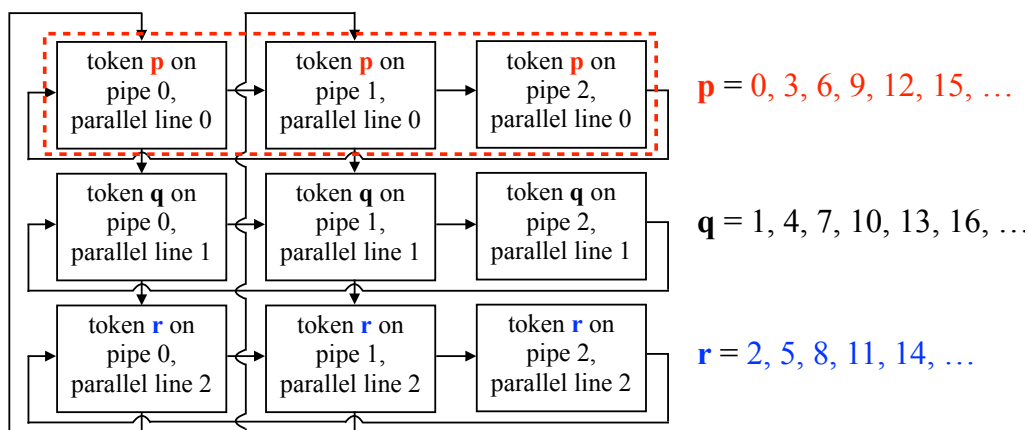 token p on
pipe 0,
parallel line 0
token p on
pipe 1,
parallel line 0
token p on
pipe 2,
parallel line 0
p = 0, 3, 6, 9, 12, 15, …
token q on
pipe 0,
parallel line 1
token q on
pipe 1,
parallel line 1
token q on
pipe 2,
parallel line 1
q = 1, 4, 7, 10, 13, 16, …
token r on
pipe 0,
parallel line 2
token r on
pipe 1,
parallel line 2
token r on
pipe 2,
parallel line 2
r = 2, 5, 8, 11, 14, …